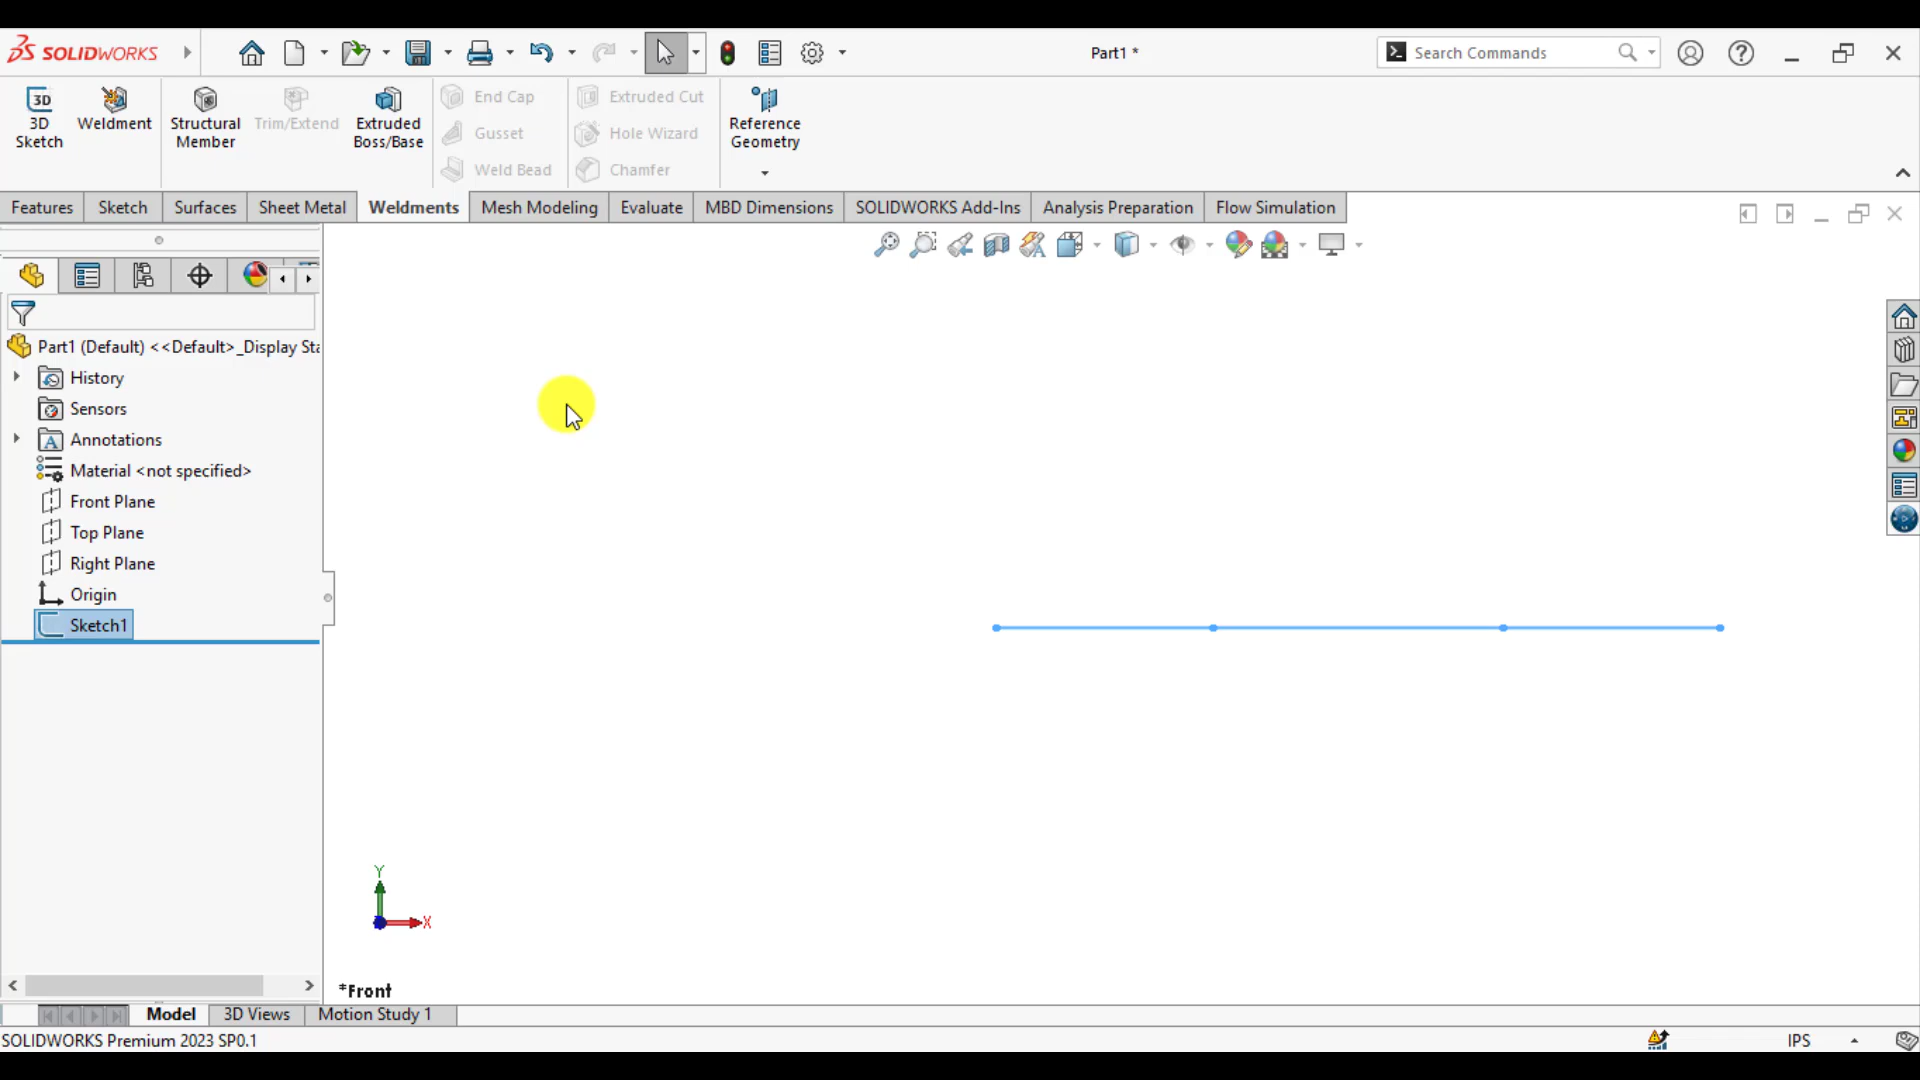 SOLIDWORKS
Part1 *
Search Commands
3D
3D
Sketch
Weldment
Structural
Member
Trim/Extend
Extruded
Boss/Base
End Cap
Gusset
Weld Bead
Extruded Cut
Hole Wizard
Chamfer
Reference
Geometry
Features
Sketch
Surfaces
Sheet Metal
Weldments
Mesh Modeling
Evaluate
MBD Dimensions
SOLIDWORKS Add-Ins
Analysis Preparation
Flow Simulation
Part1 (Default) <<Default>_Display Sta
History
Sensors
Annotations
Material <not specified>
Front Plane
Top Plane
Right Plane
Origin
Sketch1
Y
X
*Front
Model
3D Views
Motion Study 1
SOLIDWORKS Premium 2023 SP0.1
IPS